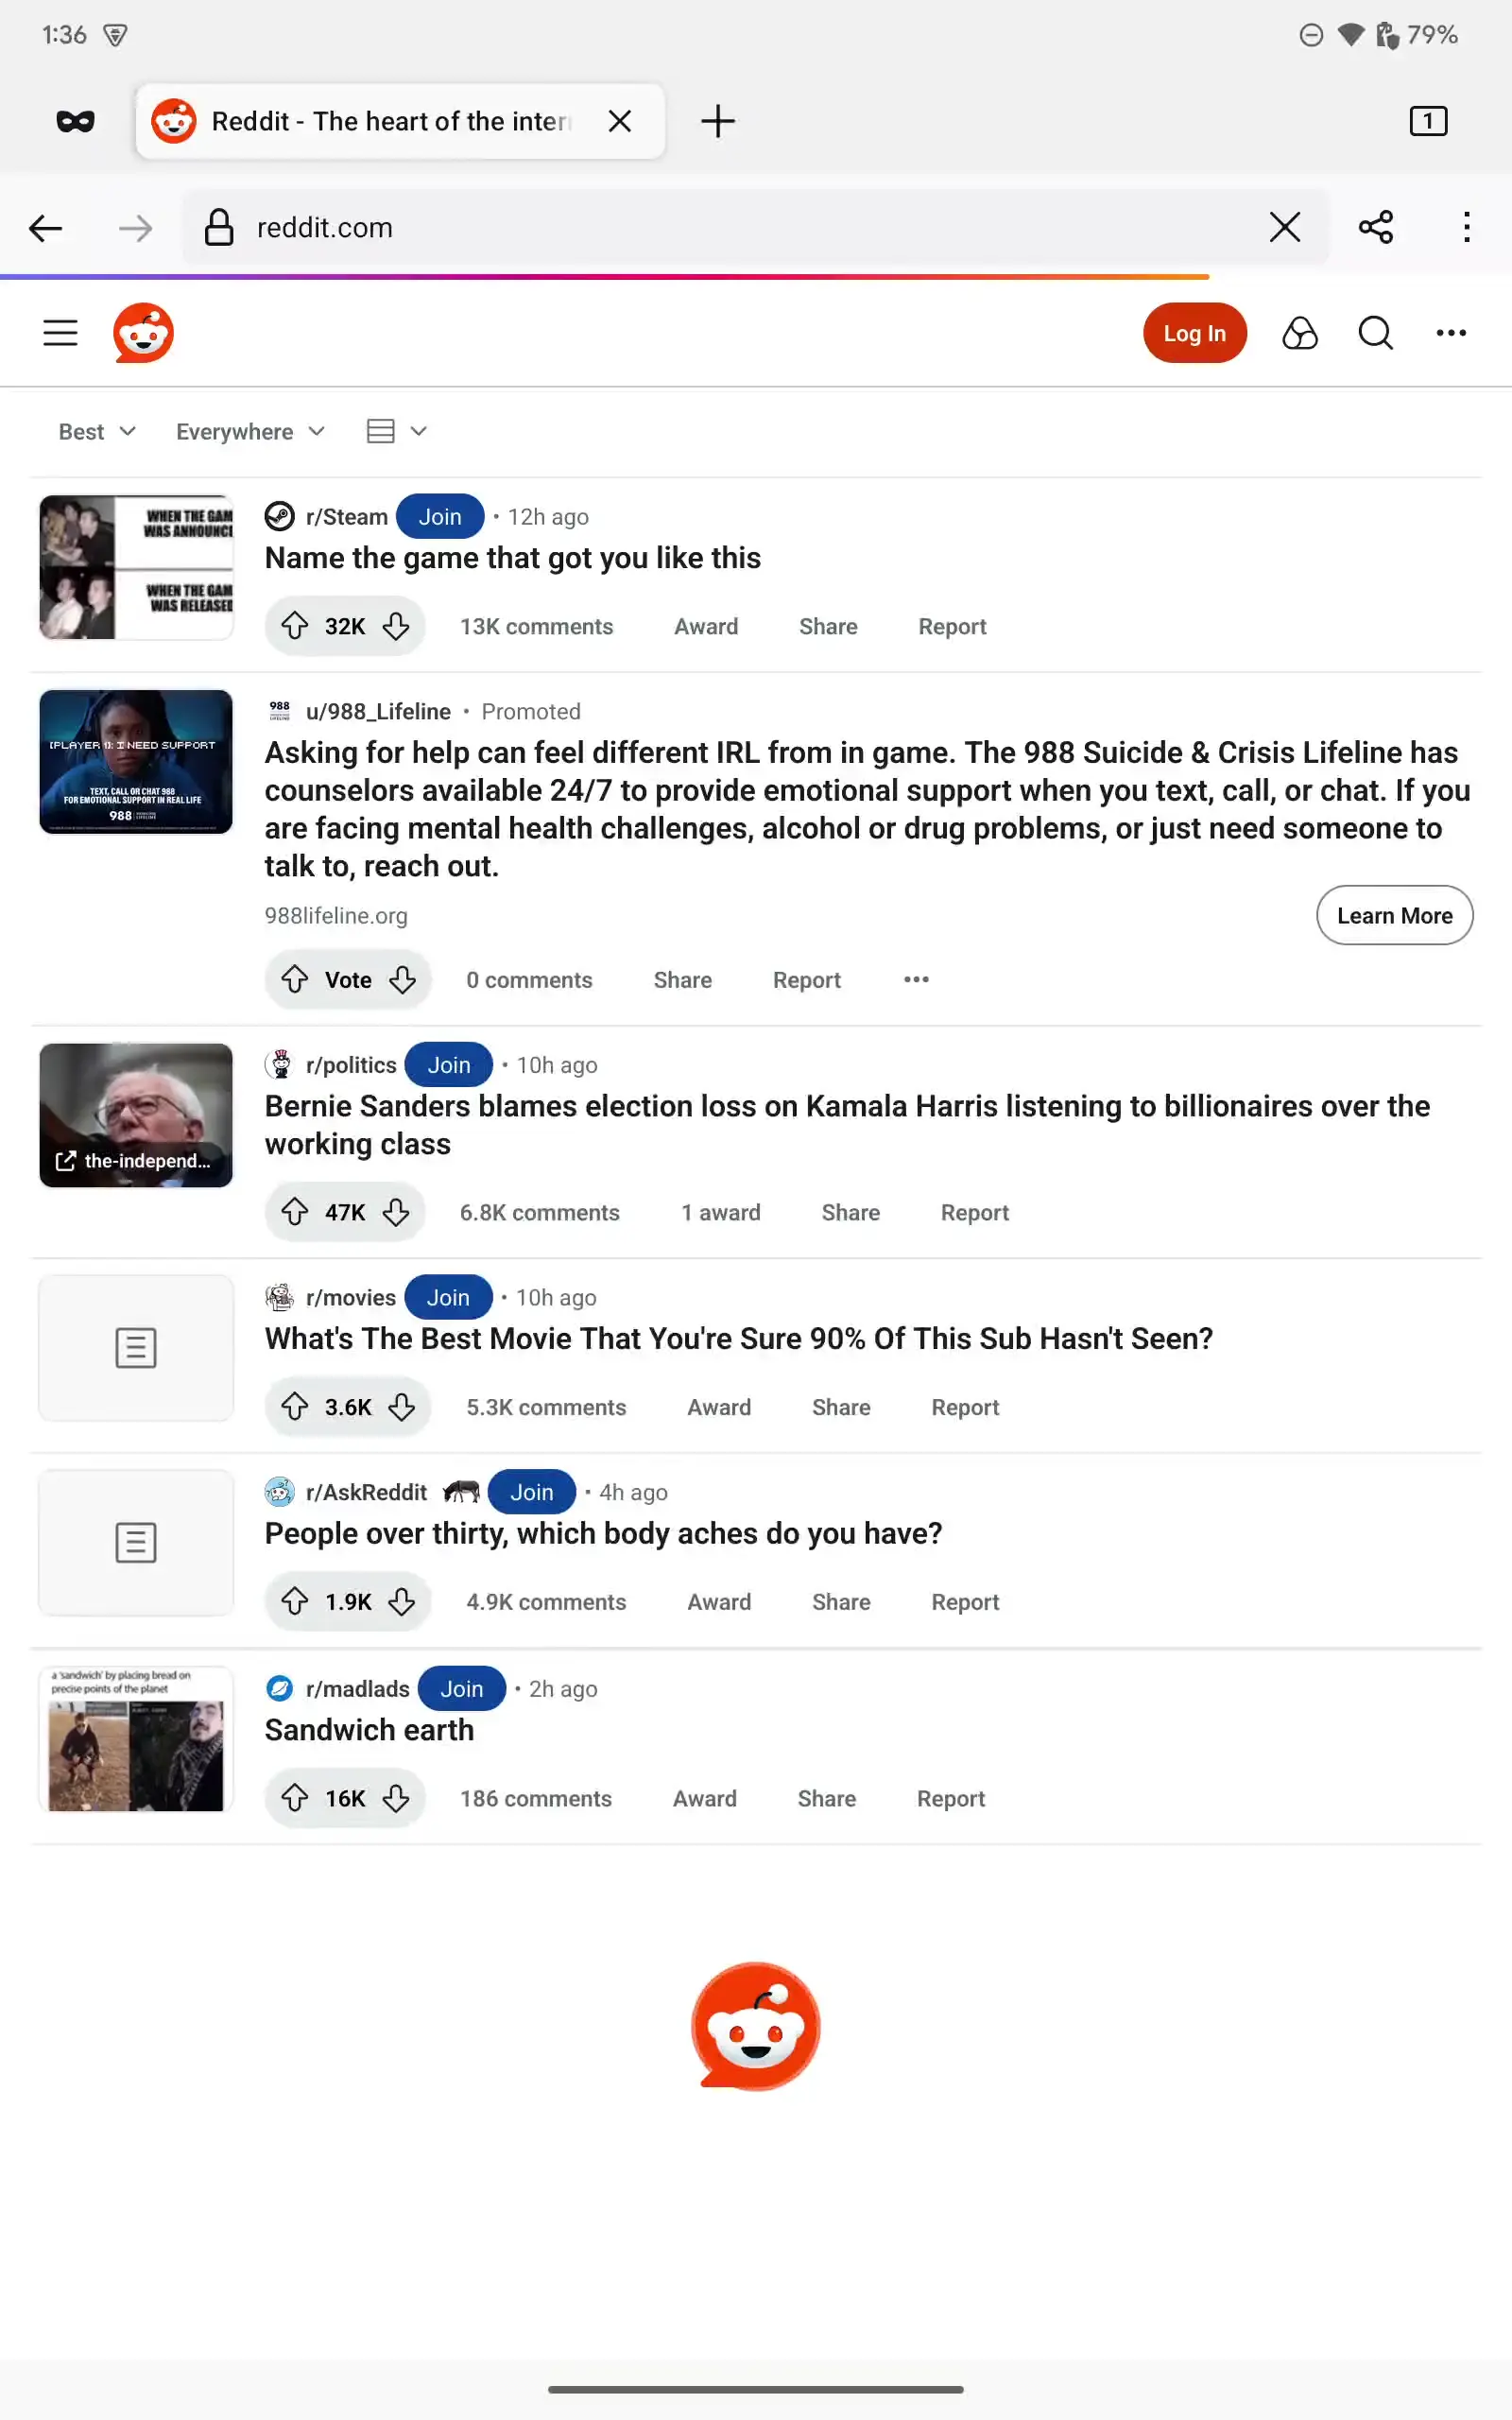 1:36
79%
Reddit - The heart of the inter
1
reddit.com
Log In
Best
Everywhere
WHEN THE GAM
WAS ANNOUNC
WHEN THE GAM
WAS RELEASED
r/Steam Join • 12h ago
Name the game that got you like this
32K 13K comments Award Share Report
[PLAYER 1]: I NEED SUPPORT
TEXT, CALL OR CHAT 988
FOR EMOTIONAL SUPPORT IN REAL LIFE
988
988 u/988_Lifeline • Promoted
Asking for help can feel different IRL from in game. The 988 Suicide & Crisis Lifeline has
counselors available 24/7 to provide emotional support when you text, call, or chat. If you
are facing mental health challenges, alcohol or drug problems, or just need someone to
talk to, reach out.
988lifeline.org
Learn More
Vote 0 comments Share Report
the-independ...
r/politics Join • 10h ago
Bernie Sanders blames election loss on Kamala Harris listening to billionaires over the
working class
47K 6.8K comments 1 award Share Report
r/movies Join • 10h ago
What's The Best Movie That You're Sure 90% Of This Sub Hasn't Seen?
3.6K 5.3K comments Award Share Report
r/AskReddit Join • 4h ago
People over thirty, which body aches do you have?
1.9K 4.9K comments Award Share Report
a 'sandwich' by placing bread on
precise points of the planet
r/madlads Join • 2h ago
Sandwich earth
16K 186 comments Award Share Report